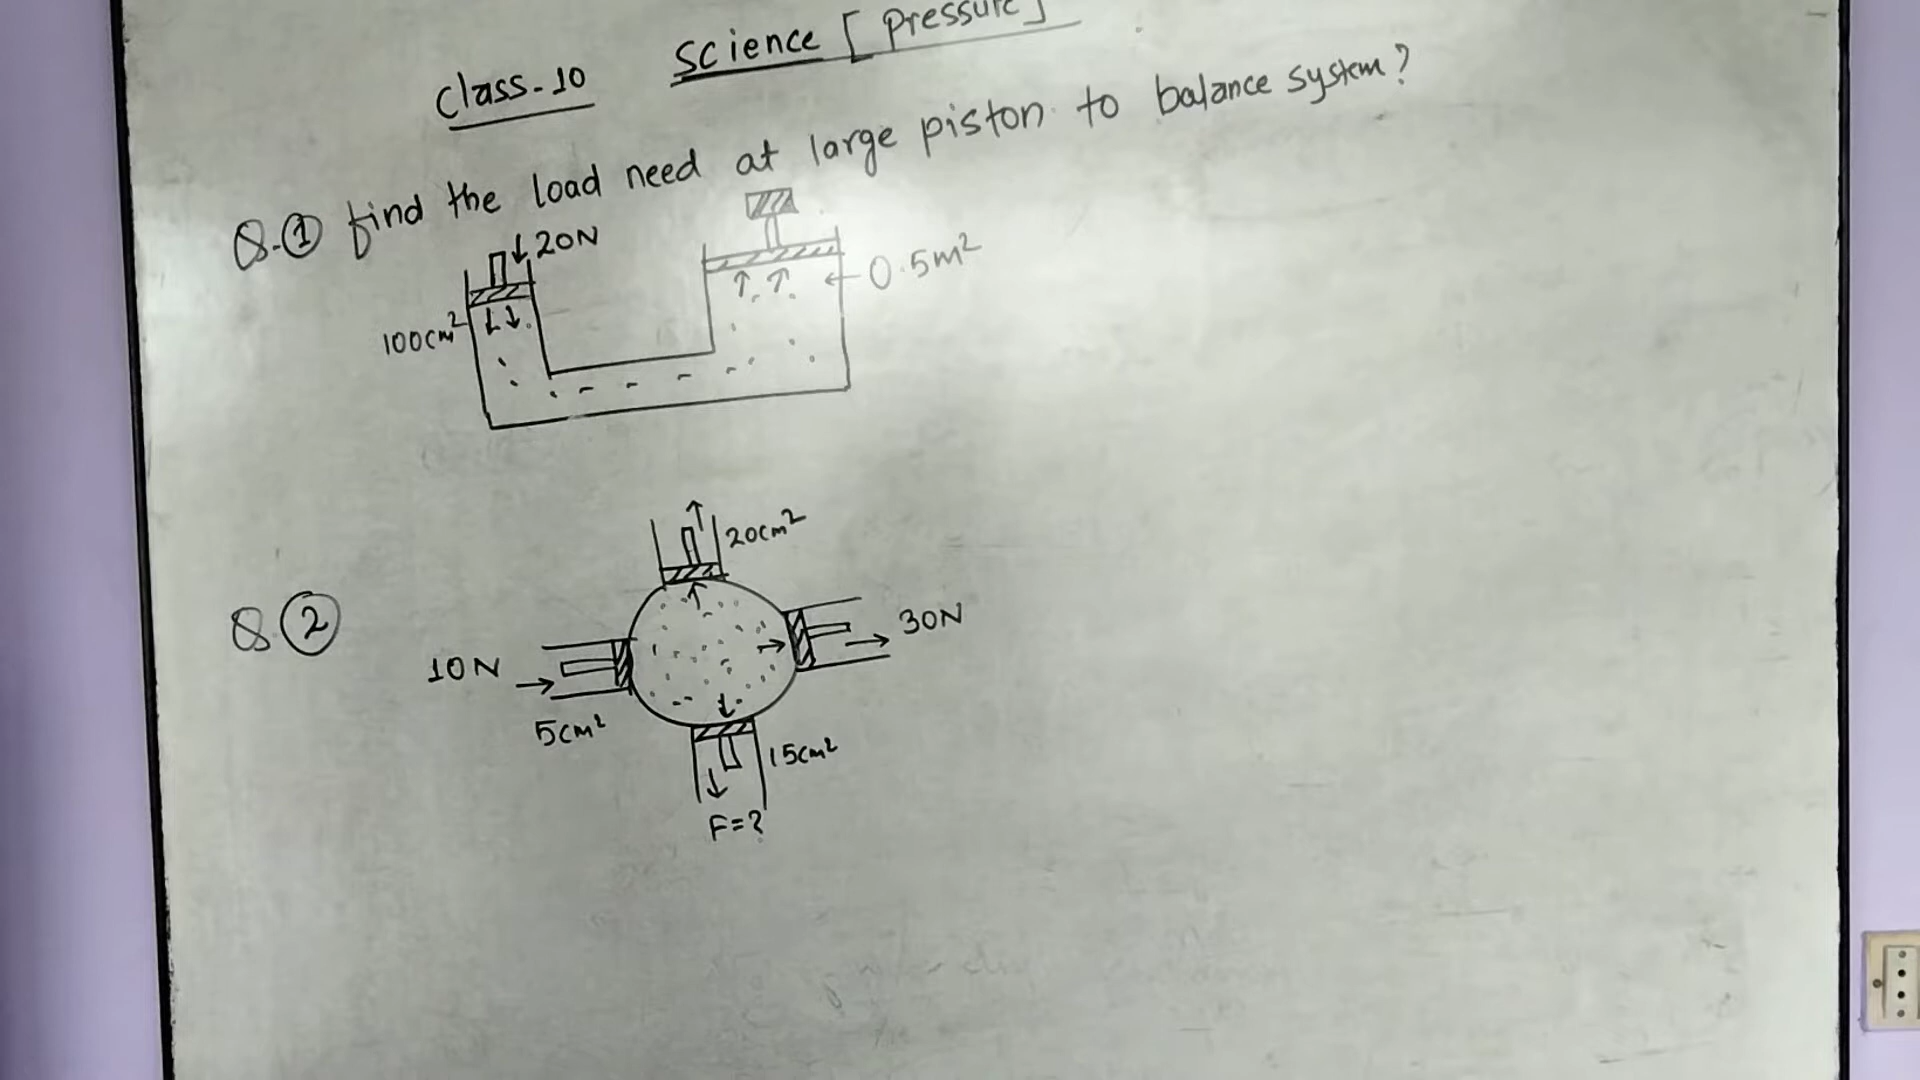 Class-10 Science [Pressure]
Q.① find the load need at large piston to balance system?
20N
100cm²
0.5m²
Q ②
20cm²
10N
30N
5cm²
15cm²
F=?